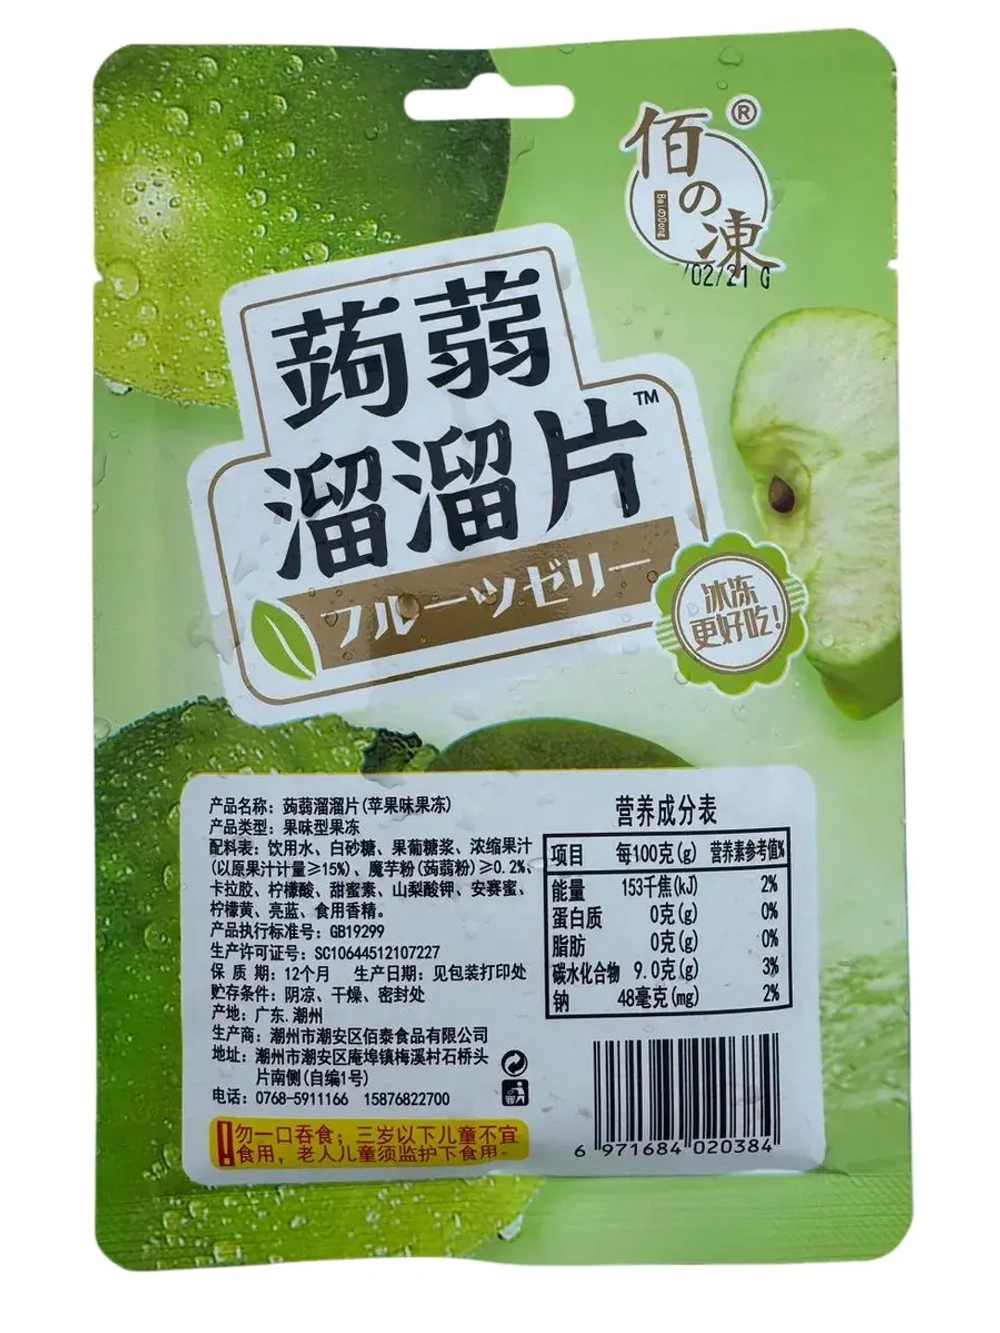 佰の凍®
/02/21 G
蒟蒻
溜溜片™
フルーツゼリー
冰冻
更好吃!
产品名称：蒟蒻溜溜片(苹果味果冻)
产品类型：果味型果冻
配料装：饮用水、白砂糖、果葡糖浆、浓缩果汁
(以原果汁计量≥15%)、魔芋粉(蒟蒻粉)≥0.2%、
卡拉胶、柠檬酸、甜蜜素、山梨酸钾、安赛蜜、
柠檬黄、亮蓝、食用香精。
产品执行标准号：GB19299
生产许可证号：SC10644512107227
保 质 期：12个月 生产日期：见包装打印处
贮存条件：阴凉、干燥、密封处
产地：广东.潮州
生产商：潮州市潮安区佰泰食品有限公司
地址：潮州市潮安区庵埠镇梅溪村石桥头
片南侧(自编1号)
电话：0768-5911166 15876822700
!勿一口吞食；三岁以下儿童不宜
食用，老人儿童须监护下食用。
营养成分表
项目 每100克(g) 营养素参考值%
能量 153千焦(kJ) 2%
蛋白质 0克(g) 0%
脂肪 0克(g) 0%
碳水化合物 9.0克(g) 3%
钠 48毫克(mg) 2%
6 971684 020384